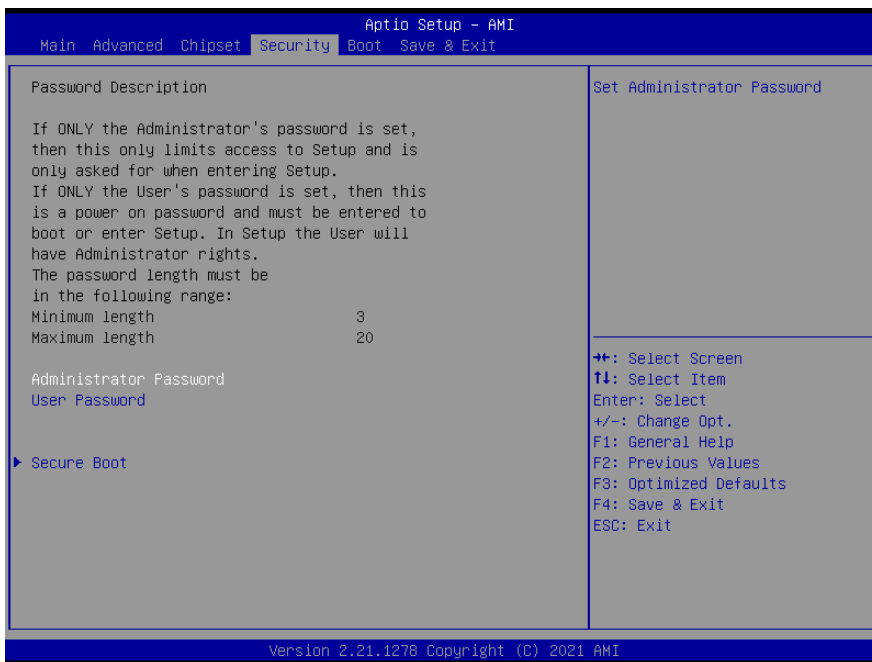 Aptio Setup – AMI
Main Advanced Chipset Security Boot Save & Exit
Password Description
If ONLY the Administrator's password is set,
then this only limits access to Setup and is
only asked for when entering Setup.
If ONLY the User's password is set, then this
is a power on password and must be entered to
boot or enter Setup. In Setup the User will
have Administrator rights.
The password length must be
in the following range:
Minimum length 3
Maximum length 20
Administrator Password
User Password
Secure Boot
Set Administrator Password
→←: Select Screen
↑↓: Select Item
Enter: Select
+/-: Change Opt.
F1: General Help
F2: Previous Values
F3: Optimized Defaults
F4: Save & Exit
ESC: Exit
Version 2.21.1278 Copyright (C) 2021 AMI